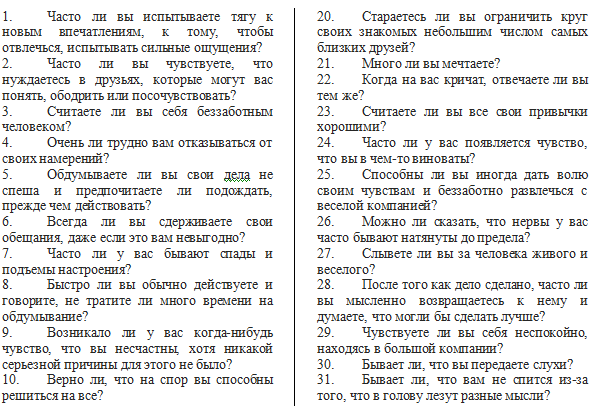 1. Часто ли вы испытываете тягу к
новым впечатлениям, к тому, чтобы
отвлечься, испытывать сильные ощущения?
2. Часто ли вы чувствуете, что
нуждаетесь в друзьях, которые могут вас
понять, ободрить или посочувствовать?
3. Считаете ли вы себя беззаботным
человеком?
4. Очень ли трудно вам отказываться от
своих намерений?
5. Обдумываете ли вы свои дела не
спеша и предпочитаете ли подождать,
прежде чем действовать?
6. Всегда ли вы сдерживаете свои
обещания, даже если это вам невыгодно?
7. Часто ли у вас бывают спады и
подъемы настроения?
8. Быстро ли вы обычно действуете и
говорите, не тратите ли много времени на
обдумывание?
9. Возникало ли у вас когда-нибудь
чувство, что вы несчастны, хотя никакой
серьезной причины для этого не было?
10. Верно ли, что на спор вы способны
решиться на все?
20. Стараетесь ли вы ограничить круг
своих знакомых небольшим числом самых
близких друзей?
21. Много ли вы мечтаете?
22. Когда на вас кричат, отвечаете ли вы
тем же?
23. Считаете ли вы все свои привычки
хорошими?
24. Часто ли у вас появляется чувство,
что вы в чем-то виноваты?
25. Способны ли вы иногда дать волю
своим чувствам и беззаботно развлечься с
веселой компанией?
26. Можно ли сказать, что нервы у вас
часто бывают натянуты до предела?
27. Слывете ли вы за человека живого и
веселого?
28. После того как дело сделано, часто ли
вы мысленно возвращаетесь к нему и
думаете, что могли бы сделать лучше?
29. Чувствуете ли вы себя неспокойно,
находясь в большой компании?
30. Бывает ли, что вы передаете слухи?
31. Бывает ли, что вам не спится из-за
того, что в голову лезут разные мысли?